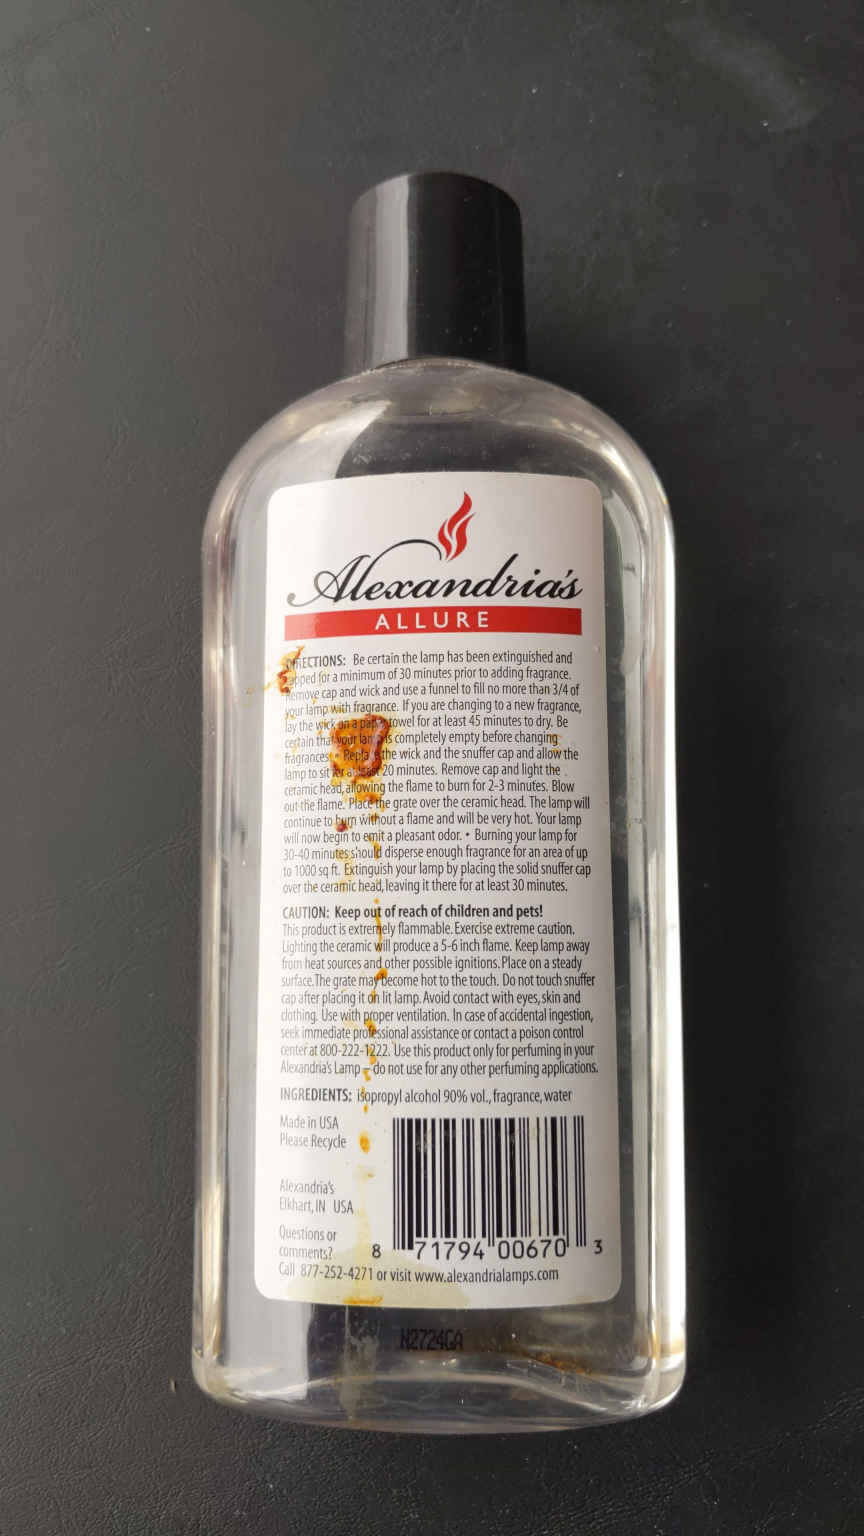 Alexandria's
ALLURE
DIRECTIONS: Be certain the lamp has been extinguished and
capped for a minimum of 30 minutes prior to adding fragrance.
Remove cap and wick and use a funnel to fill no more than 3/4 of
your lamp with fragrance. If you are changing to a new fragrance,
lay the wick on a paper towel for at least 45 minutes to dry. Be
certain that your lamp is completely empty before changing
fragrances. • Replace the wick and the snuffer cap and allow the
lamp to sit for at least 20 minutes. Remove cap and light the
ceramic head, allowing the flame to burn for 2-3 minutes. Blow
out the flame. Place the grate over the ceramic head. The lamp will
continue to burn without a flame and will be very hot. Your lamp
will now begin to emit a pleasant odor. • Burning your lamp for
30-40 minutes should disperse enough fragrance for an area of up
to 1000 sq ft. Extinguish your lamp by placing the solid snuffer cap
over the ceramic head, leaving it there for at least 30 minutes.
CAUTION: Keep out of reach of children and pets!
This product is extremely flammable. Exercise extreme caution.
Lighting the ceramic will produce a 5-6 inch flame. Keep lamp away
from heat sources and other possible ignitions. Place on a steady
surface. The grate may become hot to the touch. Do not touch snuffer
cap after placing it on lit lamp. Avoid contact with eyes, skin and
clothing. Use with proper ventilation. In case of accidental ingestion,
seek immediate professional assistance or contact a poison control
center at 800-222-1222. Use this product only for perfuming in your
Alexandria's Lamp – do not use for any other perfuming applications.
INGREDIENTS: isopropyl alcohol 90% vol., fragrance, water
Made in USA
Please Recycle
Alexandria's
Elkhart, IN USA
Questions or
comments?
Call 877-252-4271 or visit www.alexandrialamps.com
8 71794 00670 3
N2724GA